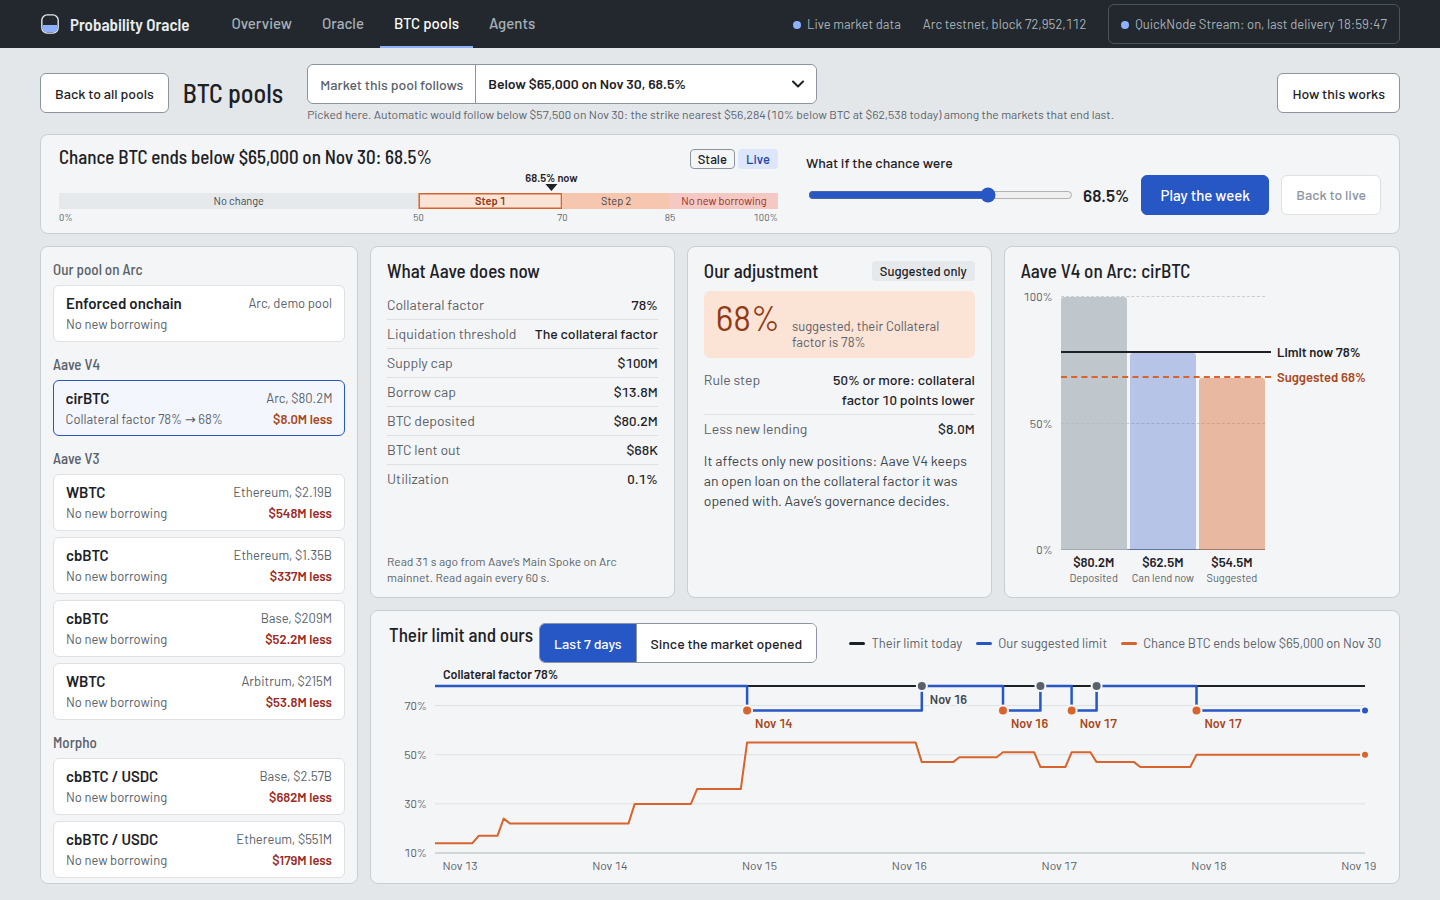 Probability Oracle
Overview
Oracle
BTC pools
Agents
Live market data
Arc testnet, block 72,952,112
QuickNode Stream: on, last delivery 18:59:47
Back to all pools
BTC pools
Market this pool follows
Below $65,000 on Nov 30, 68.5%
Picked here. Automatic would follow below $57,500 on Nov 30: the strike nearest $56,284 (10% below BTC at $62,538 today) among the markets that end last.
How this works
Chance BTC ends below $65,000 on Nov 30: 68.5%
Stale
Live
68.5% now
No change
Step 1
Step 2
No new borrowing
0%
50
70
85
100%
What if the chance were
68.5%
Play the week
Back to live
Our pool on Arc
Enforced onchain
Arc, demo pool
No new borrowing
Aave V4
cirBTC
Arc, $80.2M
Collateral factor 78% → 68%
$8.0M less
Aave V3
WBTC
Ethereum, $2.19B
No new borrowing
$548M less
cbBTC
Ethereum, $1.35B
No new borrowing
$337M less
cbBTC
Base, $209M
No new borrowing
$52.2M less
WBTC
Arbitrum, $215M
No new borrowing
$53.8M less
Morpho
cbBTC / USDC
Base, $2.57B
No new borrowing
$682M less
cbBTC / USDC
Ethereum, $551M
No new borrowing
$179M less
What Aave does now
Collateral factor
78%
Liquidation threshold
The collateral factor
Supply cap
$100M
Borrow cap
$13.8M
BTC deposited
$80.2M
BTC lent out
$68K
Utilization
0.1%
Read 31 s ago from Aave's Main Spoke on Arc
mainnet. Read again every 60 s.
Our adjustment
Suggested only
68%
suggested, their Collateral
factor is 78%
Rule step
50% or more: collateral
factor 10 points lower
Less new lending
$8.0M
It affects only new positions: Aave V4 keeps
an open loan on the collateral factor it was
opened with. Aave's governance decides.
Aave V4 on Arc: cirBTC
100%
50%
0%
Limit now 78%
Suggested 68%
$80.2M
Deposited
$62.5M
Can lend now
$54.5M
Suggested
Their limit and ours
Last 7 days
Since the market opened
Their limit today
Our suggested limit
Chance BTC ends below $65,000 on Nov 30
Collateral factor 78%
70%
50%
30%
10%
Nov 14
Nov 16
Nov 16
Nov 17
Nov 17
Nov 13
Nov 14
Nov 15
Nov 16
Nov 17
Nov 18
Nov 19